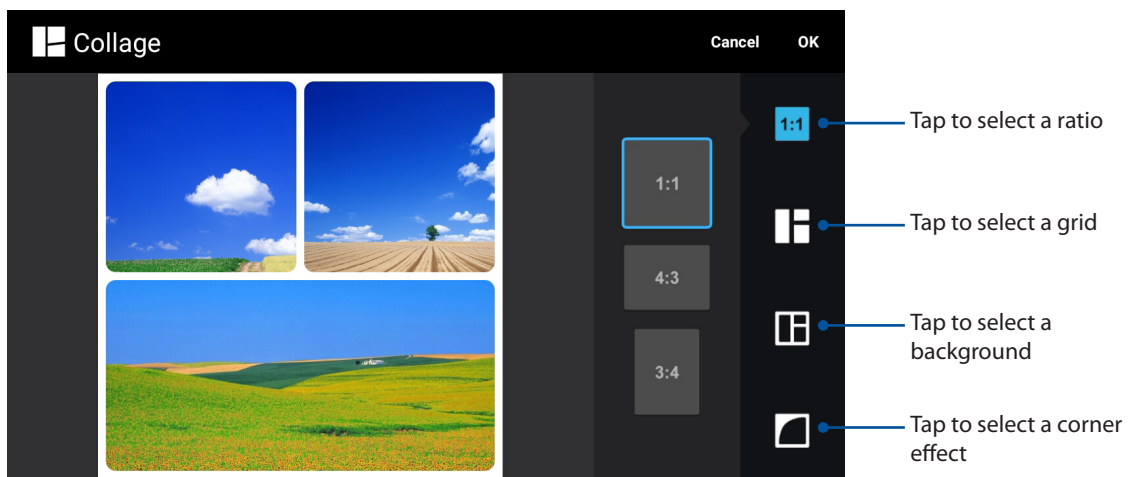 Collage
Cancel
OK
1:1
Tap to select a ratio
1:1
Tap to select a grid
4:3
Tap to select a
background
3:4
Tap to select a corner
effect